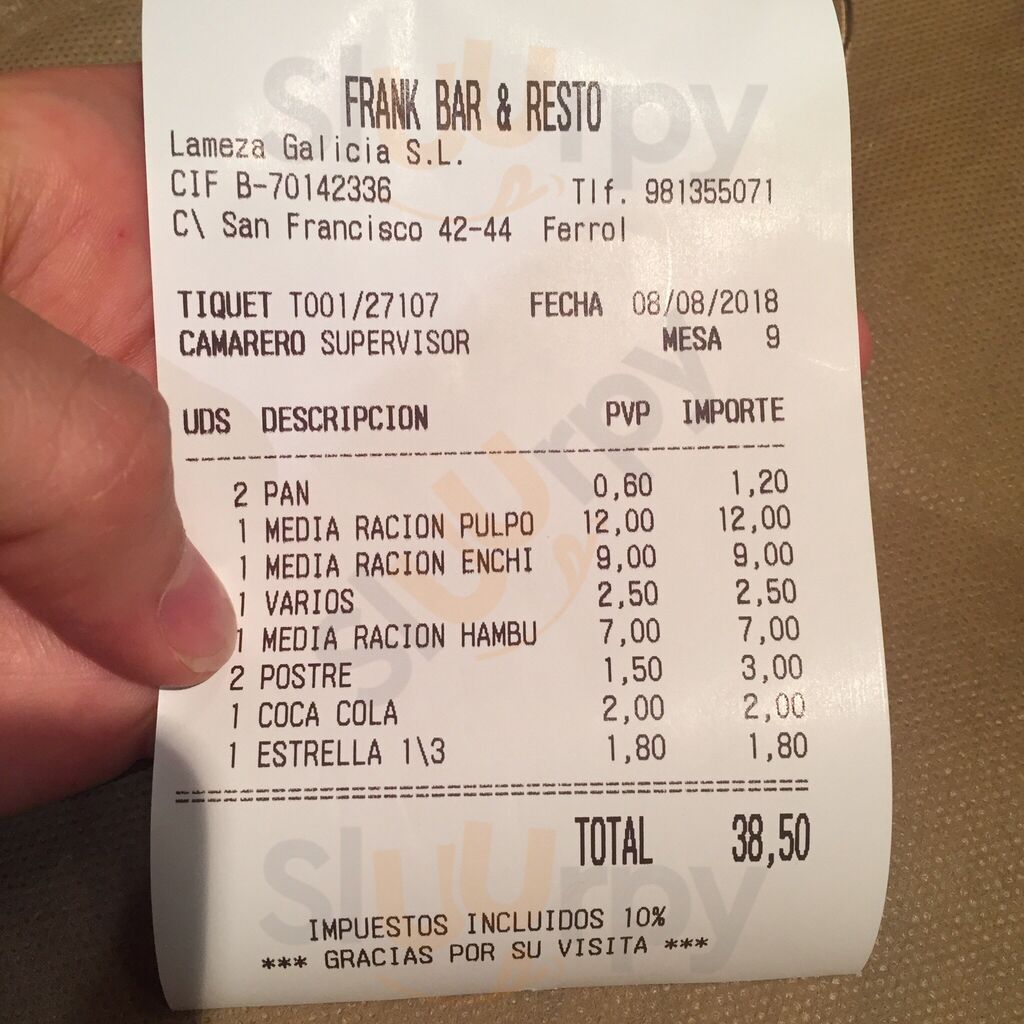 FRANK BAR & RESTO
Lameza Galicia S.L.
CIF B-70142336 Tlf. 981355071
C\ San Francisco 42-44 Ferrol
TIQUET T001/27107 FECHA 08/08/2018
CAMARERO SUPERVISOR MESA 9
UDS DESCRIPCION PVP IMPORTE
2 PAN 0,60 1,20
1 MEDIA RACION PULPO 12,00 12,00
1 MEDIA RACION ENCHI 9,00 9,00
1 VARIOS 2,50 2,50
1 MEDIA RACION HAMBU 7,00 7,00
2 POSTRE 1,50 3,00
1 COCA COLA 2,00 2,00
1 ESTRELLA 1\3 1,80 1,80
TOTAL 38,50
IMPUESTOS INCLUIDOS 10%
*** GRACIAS POR SU VISITA ***
slUUrpy
slUUrpy
slUUrpy